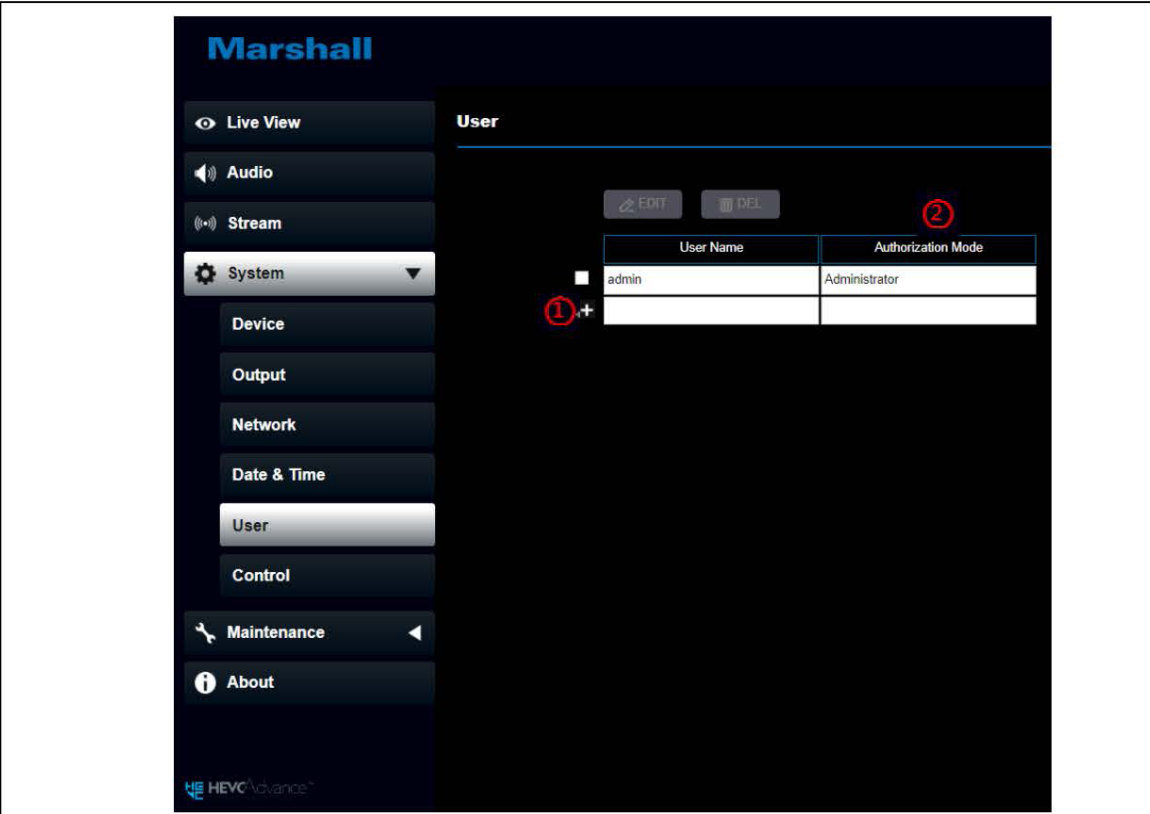 Marshall
Live View
Audio
Stream
System
Device
Output
Network
Date & Time
User
Control
Maintenance
About
HEVC Advance™
User
EDIT DEL
2
User Name Authorization Mode
admin Administrator
1 +